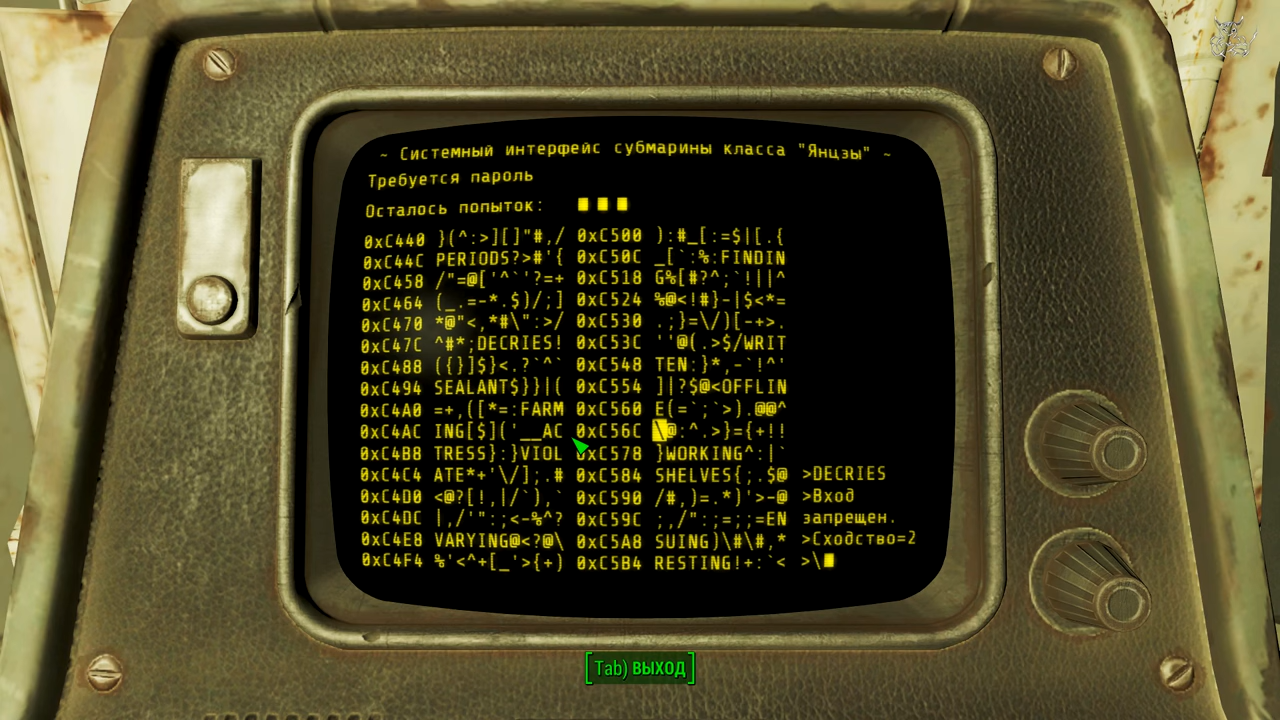 ~ Системный интерфейс субмарины класса "Янцзы" ~
Требуется пароль
Осталось попыток: ■ ■ ■
0xC440 }(^:>][]"#,/ 0xC500 ):#_[:=$|[.{
0xC44C PERIODS?>#'{ 0xC50C _[`:%:FINDIN
0xC458 /"=@['^`'?=+ 0xC518 G%[#?^;`!||^
0xC464 (_.=-*.$)/;] 0xC524 %@<!#}-|$<*=
0xC470 *@"<,*#\":>/ 0xC530 .;}=\/)[-+>.
0xC47C ^#*;DECRIES! 0xC53C ''@(.>$/WRIT
0xC488 ({}]$}<.?`^` 0xC548 TEN:}*,-`!^'
0xC494 SEALANT$}}|( 0xC554 ]|?$@<OFFLIN
0xC4A0 =+,([*=:FARM 0xC560 E(=`;`>).@@^
0xC4AC ING[$]('__AC 0xC56C \@:^.>}={+!!
0xC4B8 TRESS}:}VIOL 0xC578 }WORKING^:|`
0xC4C4 ATE*+'\/];.# 0xC584 SHELVES{;.$@ >DECRIES
0xC4D0 <@?[!,|/`),` 0xC590 /#,)=.*)'>-@ >Вход
0xC4DC |,/'":;<-%^? 0xC59C ;,/":;=;;=EN запрещен.
0xC4E8 VARYING@<?@\ 0xC5A8 SUING)\#\#,* >Сходство=2
0xC4F4 %'<^+[_'>{+) 0xC5B4 RESTING!+:`< >\■
[Tab) ВЫХОД]